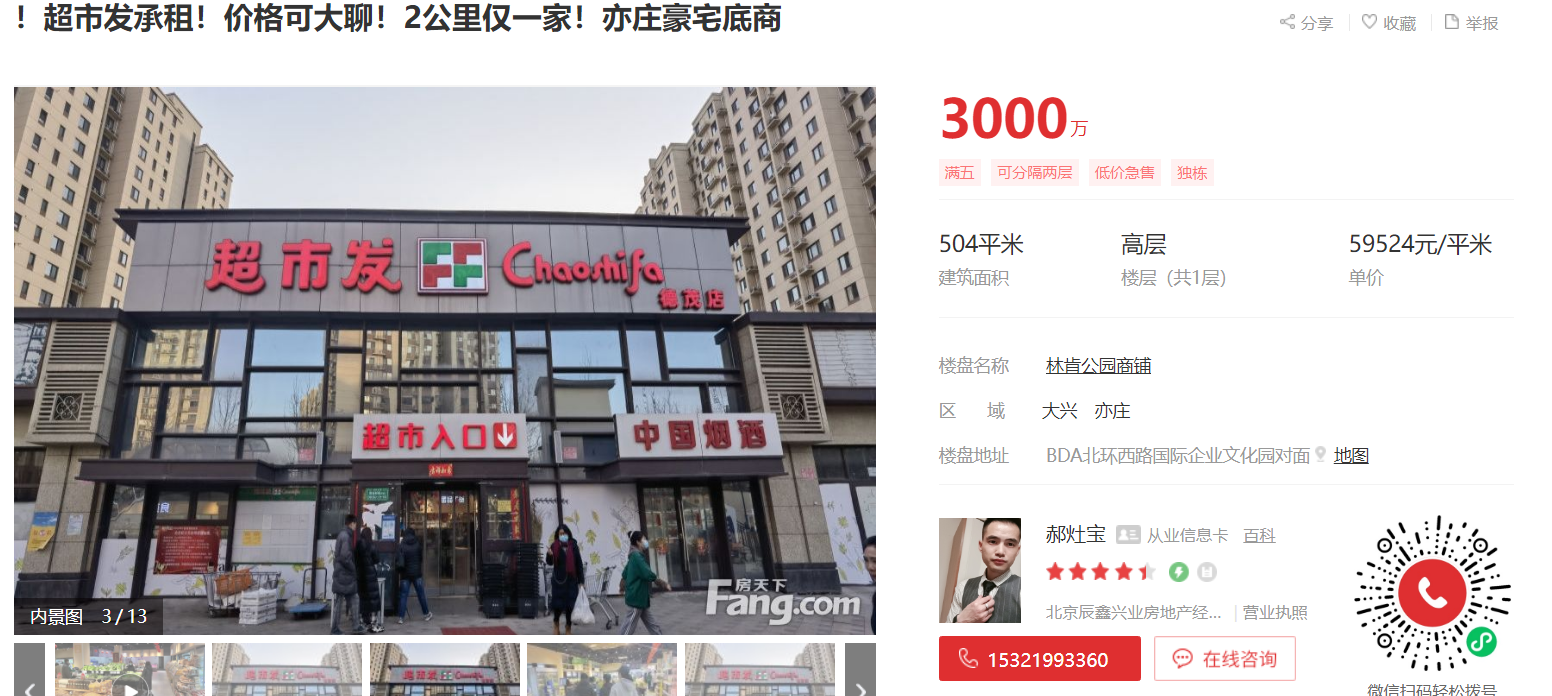 ！超市发承租！价格可大聊！2公里仅一家！亦庄豪宅底商
分享 收藏 举报
超市发 Chaoshifa
德茂店
超市入口
中国烟酒
房天下
Fang.com
内景图 3 / 13
3000万
满五 可分隔两层 低价急售 独栋
504平米 高层 59524元/平米
建筑面积 楼层（共1层） 单价
楼盘名称 林肯公园商铺
区 域 大兴 亦庄
楼盘地址 BDA北环西路国际企业文化园对面 地图
郝灶宝 从业信息卡 百科
北京辰鑫兴业房地产经... 营业执照
15321993360 在线咨询
微信扫码轻松拨号